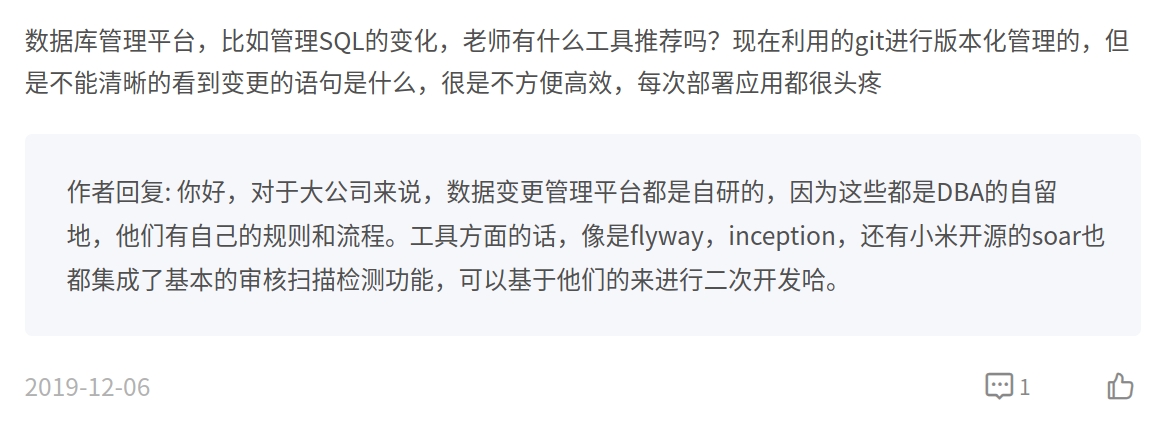 数据库管理平台，比如管理SQL的变化，老师有什么工具推荐吗？现在利用的git进行版本化管理的，但
是不能清晰的看到变更的语句是什么，很是不方便高效，每次部署应用都很头疼
作者回复: 你好，对于大公司来说，数据变更管理平台都是自研的，因为这些都是DBA的自留
地，他们有自己的规则和流程。工具方面的话，像是flyway，inception，还有小米开源的soar也
都集成了基本的审核扫描检测功能，可以基于他们的来进行二次开发哈。
2019-12-06 1